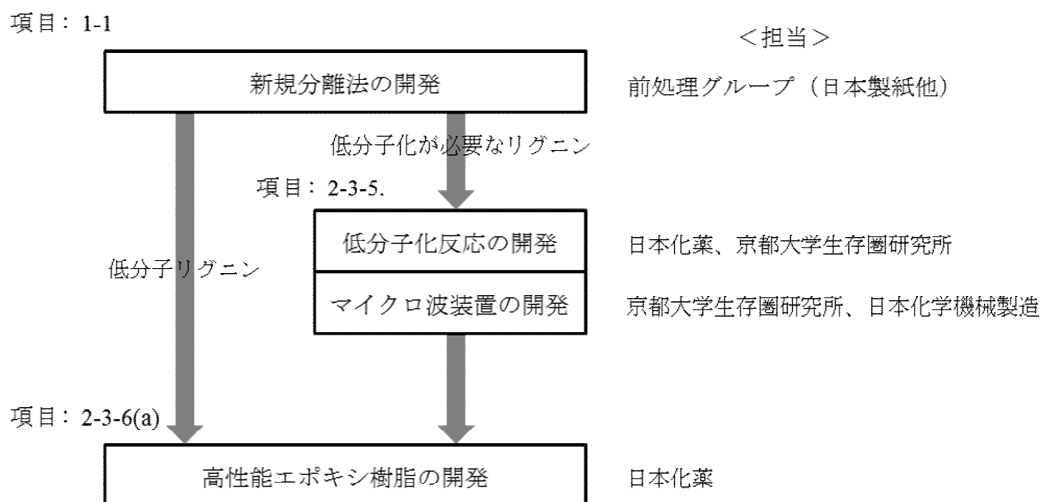 項目：1-1
＜担当＞
新規分離法の開発
前処理グループ（日本製紙他）
低分子化が必要なリグニン
項目：2-3-5.
低分子化反応の開発
日本化薬、京都大学生存圏研究所
低分子リグニン
マイクロ波装置の開発
京都大学生存圏研究所、日本化学機械製造
項目：2-3-6(a)
高性能エポキシ樹脂の開発
日本化薬